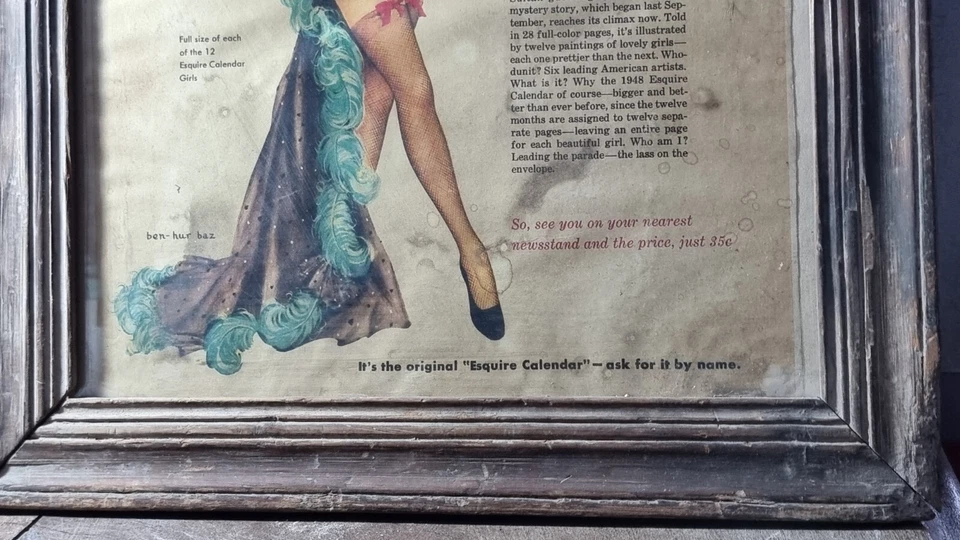 Full size of each
of the 12
Esquire Calendar
Girls
ben-hur baz
mystery story, which began last Sep-
tember, reaches its climax now. Told
in 28 full-color pages, it's illustrated
by twelve paintings of lovely girls—
each one prettier than the next. Who-
dunit? Six leading American artists.
What is it? Why the 1948 Esquire
Calendar of course—bigger and bet-
ter than ever before, since the twelve
months are assigned to twelve sepa-
rate pages—leaving an entire page
for each beautiful girl. Who am I?
Leading the parade—the lass on the
envelope.
So, see you on your nearest
newsstand and the price, just 35c
It's the original "Esquire Calendar"—ask for it by name.